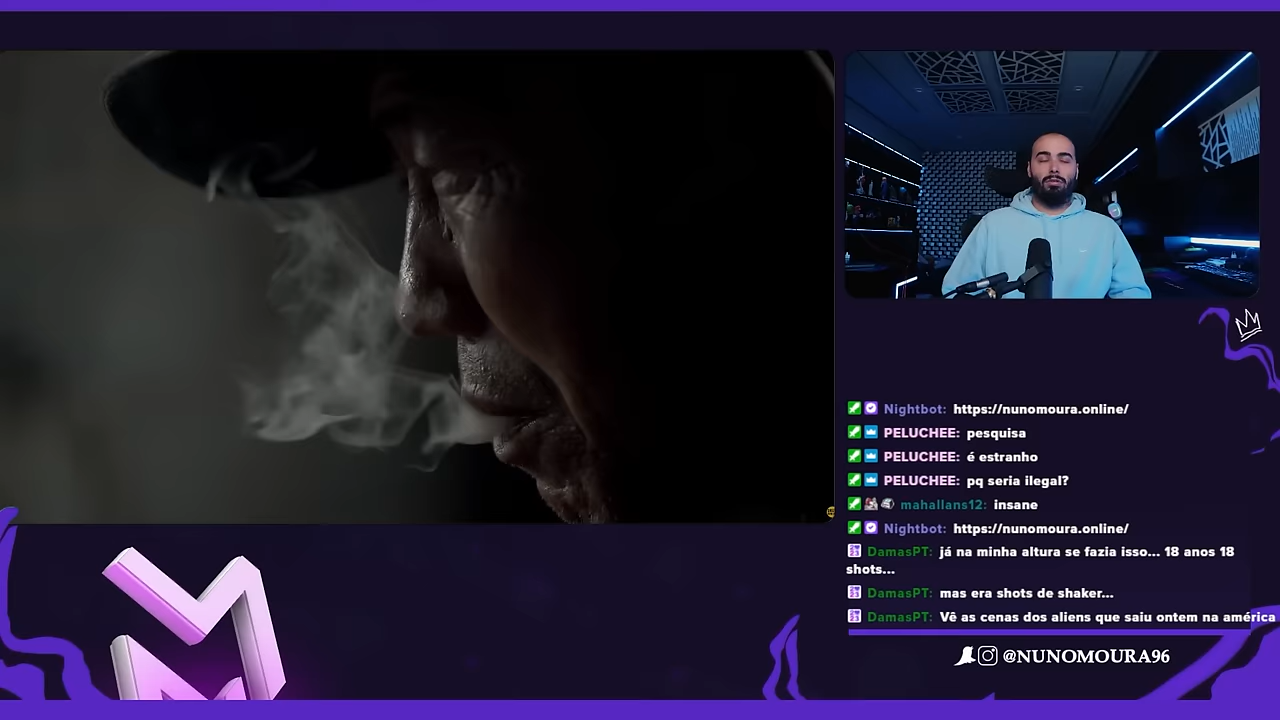 Nightbot: https://nunomoura.online/
PELUCHEE: pesquisa
PELUCHEE: é estranho
PELUCHEE: pq seria ilegal?
mahallans12: insane
Nightbot: https://nunomoura.online/
DamasPT: já na minha altura se fazia isso... 18 anos 18
shots...
DamasPT: mas era shots de shaker...
DamasPT: Vê as cenas dos aliens que saiu ontem na américa
@NUNOMOURA96